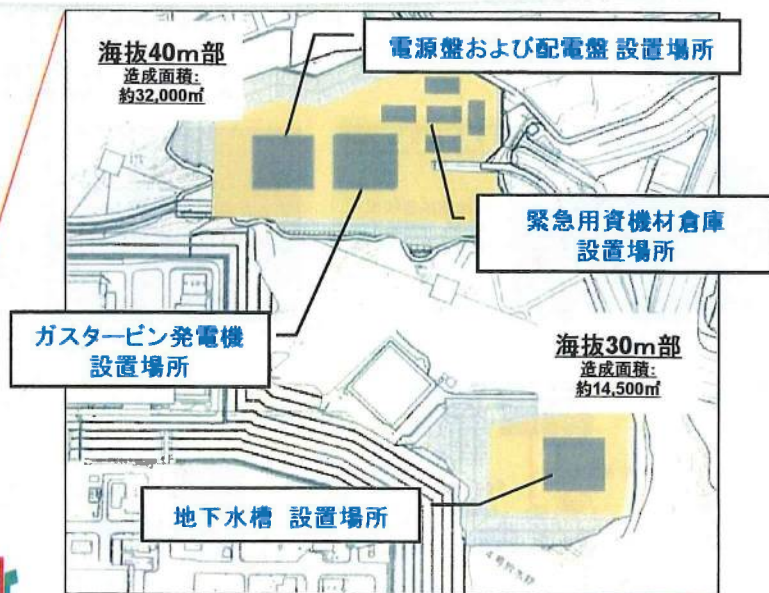 海抜40m部
造成面積:
約32,000㎡
電源盤および配電盤 設置場所
緊急用資機材倉庫
設置場所
ガスタービン発電機
設置場所
海抜30m部
造成面積:
約14,500㎡
地下水槽 設置場所